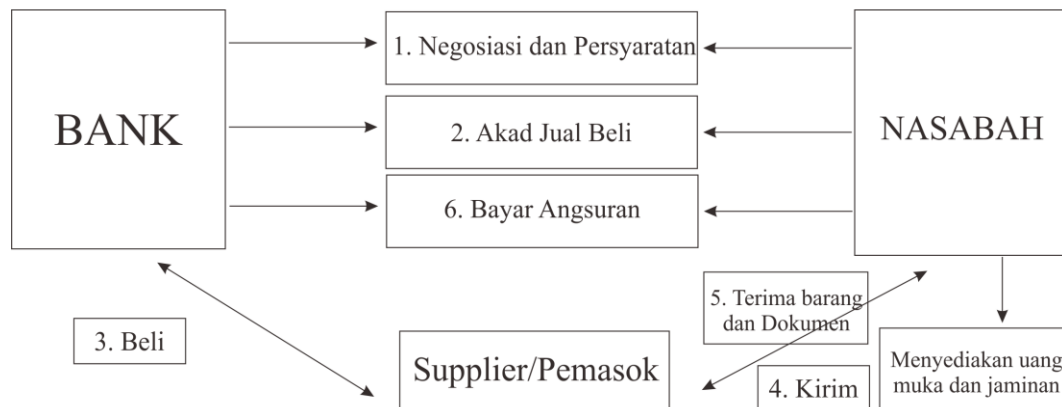 BANK
1. Negosiasi dan Persyaratan
2. Akad Jual Beli
6. Bayar Angsuran
NASABAH
3. Beli
Supplier/Pemasok
5. Terima barang
dan Dokumen
4. Kirim
Menyediakan uang
muka dan jaminan